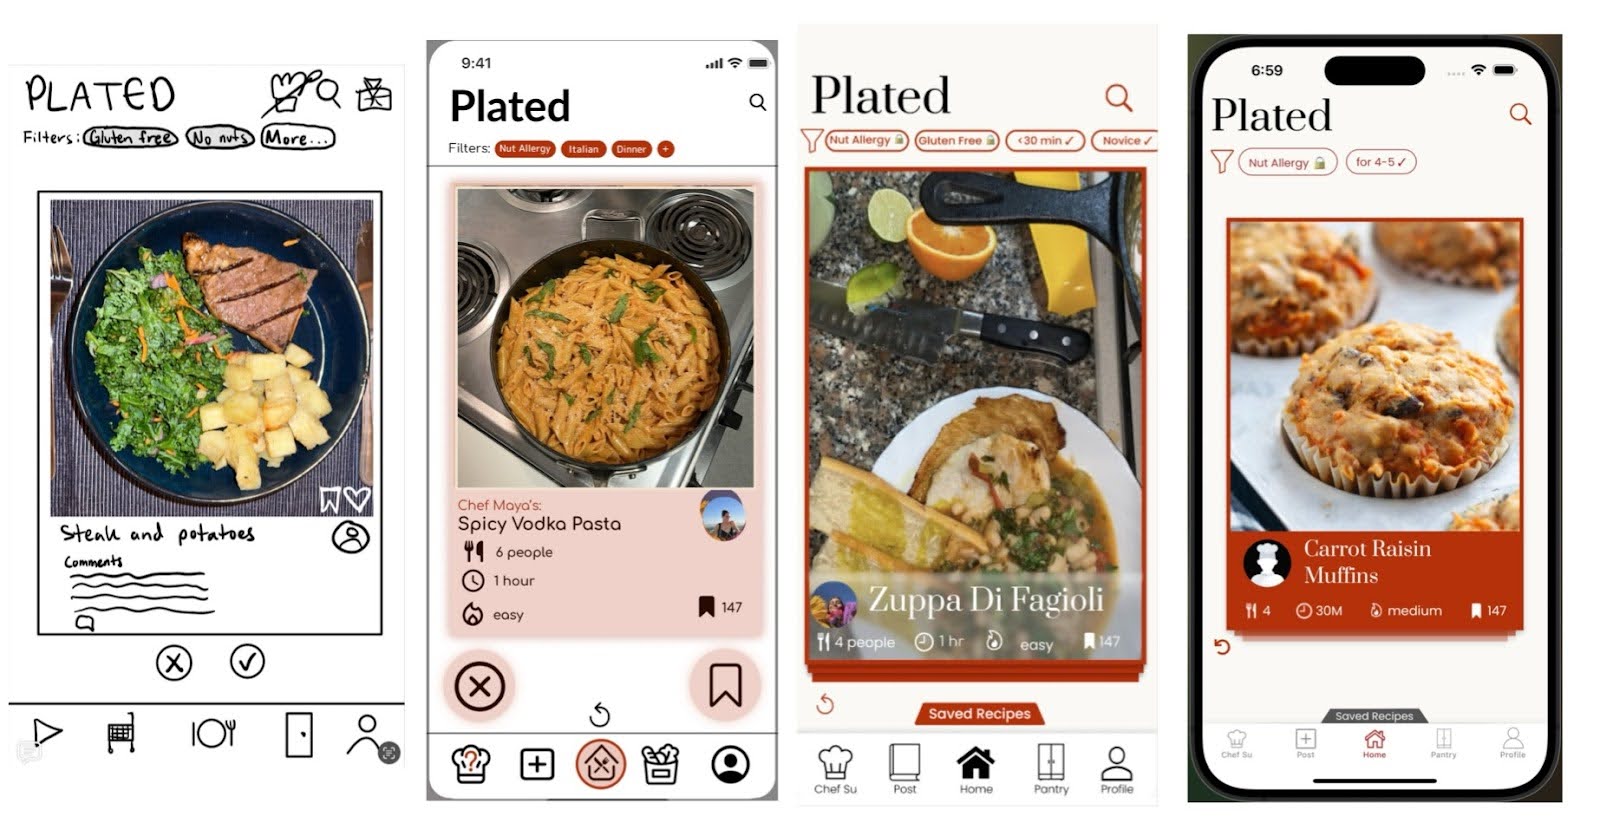 PLATED
Filters: Gluten free No nuts More...
Steak and potatoes
Comments
9:41
Plated
Filters: Nut Allergy Italian Dinner +
Chef Maya's:
Spicy Vodka Pasta
6 people
1 hour
easy
147
?
Plated
Nut Allergy Gluten Free <30 min ✓ Novice ✓
Zuppa Di Fagioli
4 people 1 hr easy 147
Saved Recipes
Chef Su Post Home Pantry Profile
6:59
Plated
Nut Allergy for 4-5 ✓
Carrot Raisin
Muffins
4 30M medium 147
Saved Recipes
Chef Su Post Home Pantry Profile